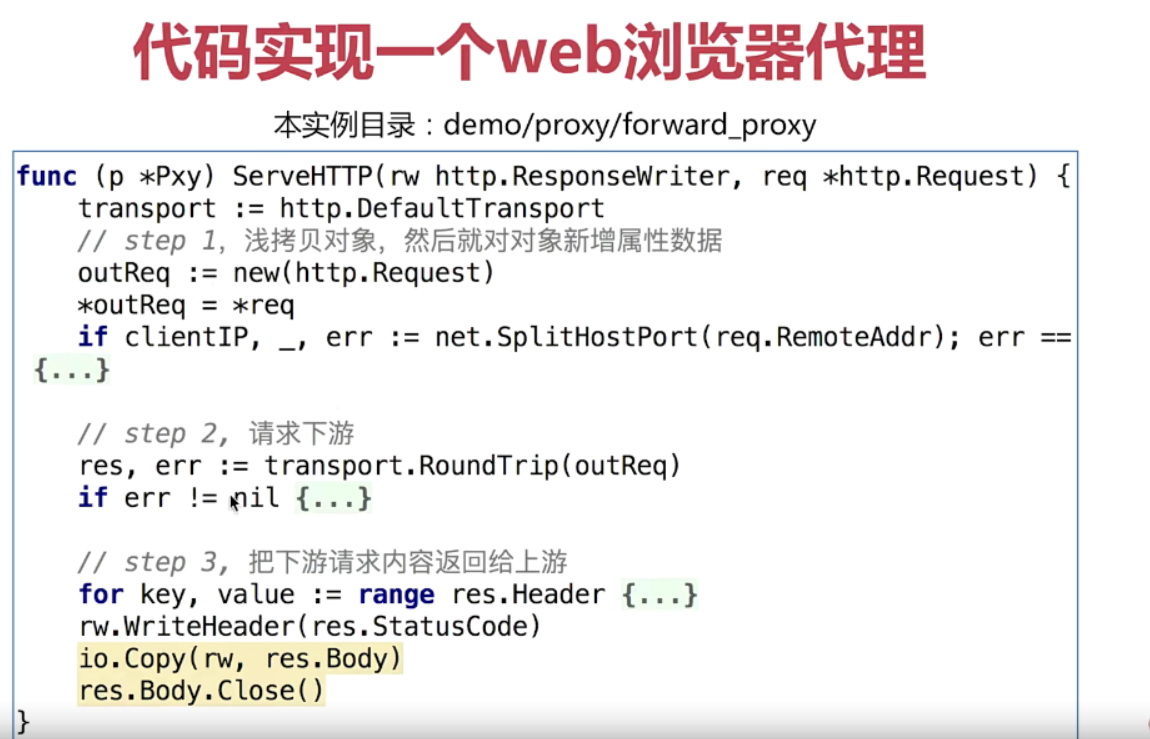 代码实现一个web浏览器代理
本实例目录：demo/proxy/forward_proxy
func (p *Pxy) ServeHTTP(rw http.ResponseWriter, req *http.Request) {
    transport := http.DefaultTransport
    // step 1，浅拷贝对象，然后就对对象新增属性数据
    outReq := new(http.Request)
    *outReq = *req
    if clientIP, _, err := net.SplitHostPort(req.RemoteAddr); err ==
 {...}
    // step 2, 请求下游
    res, err := transport.RoundTrip(outReq)
    if err != nil {...}
    // step 3, 把下游请求内容返回给上游
    for key, value := range res.Header {...}
    rw.WriteHeader(res.StatusCode)
    io.Copy(rw, res.Body)
    res.Body.Close()
}